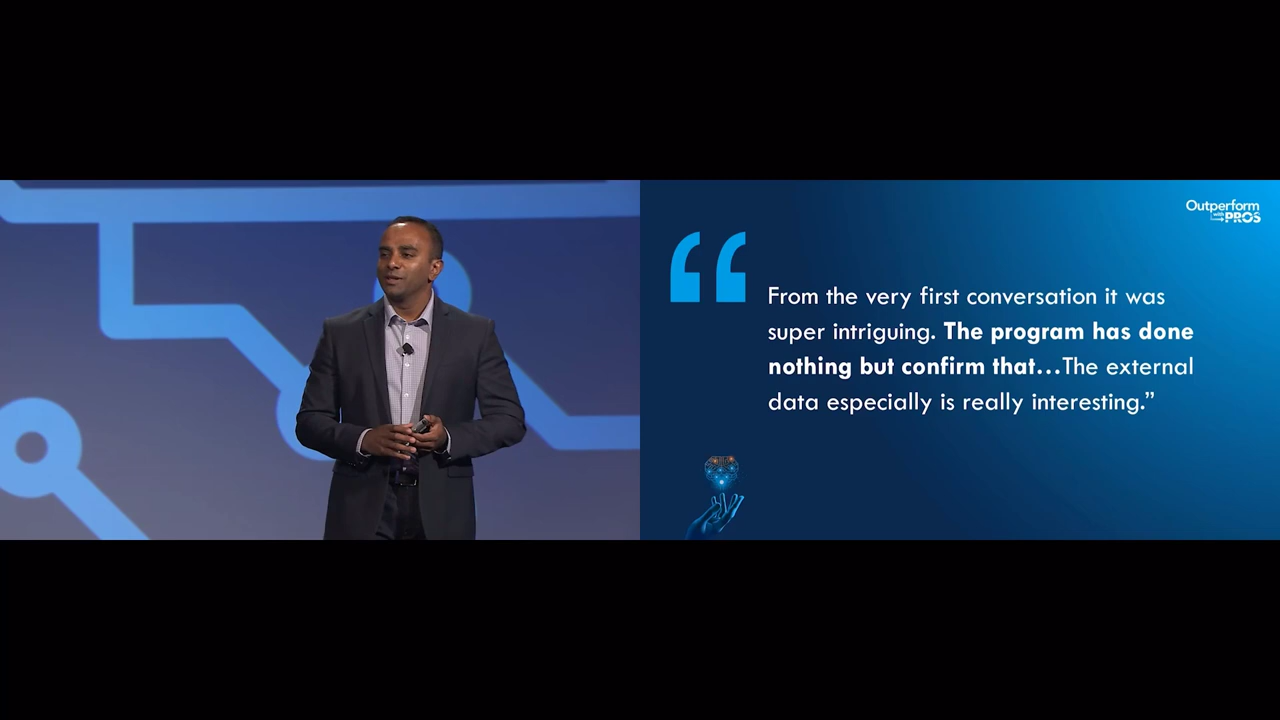 Outperform
with PROS
“
From the very first conversation it was
super intriguing. The program has done
nothing but confirm that…The external
data especially is really interesting.”